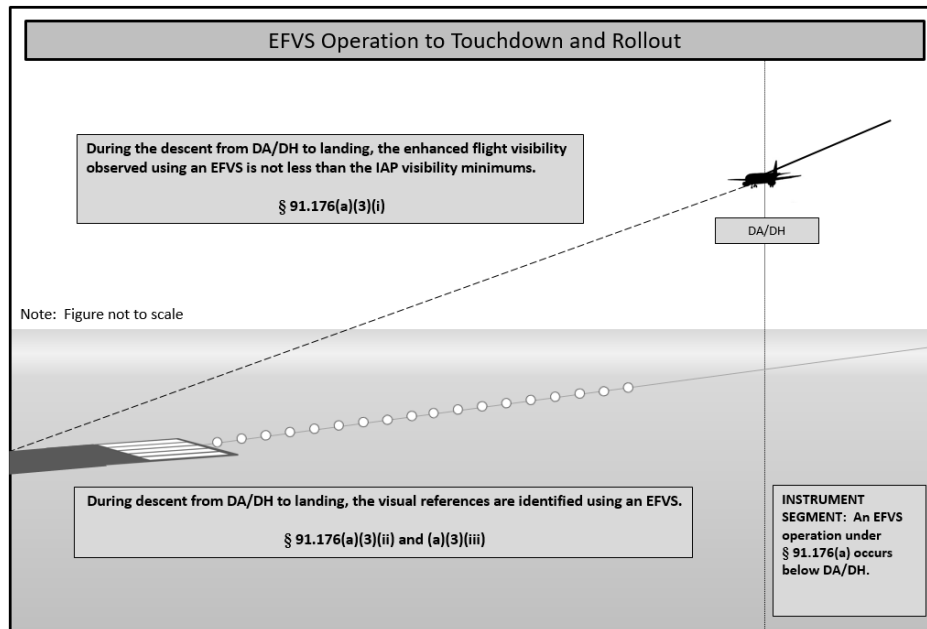 EFVS Operation to Touchdown and Rollout
During the descent from DA/DH to landing, the enhanced flight visibility
observed using an EFVS is not less than the IAP visibility minimums.
§ 91.176(a)(3)(i)
DA/DH
Note:  Figure not to scale
During descent from DA/DH to landing, the visual references are identified using an EFVS.
§ 91.176(a)(3)(ii) and (a)(3)(iii)
INSTRUMENT
SEGMENT:  An EFVS
operation under
§ 91.176(a) occurs
below DA/DH.